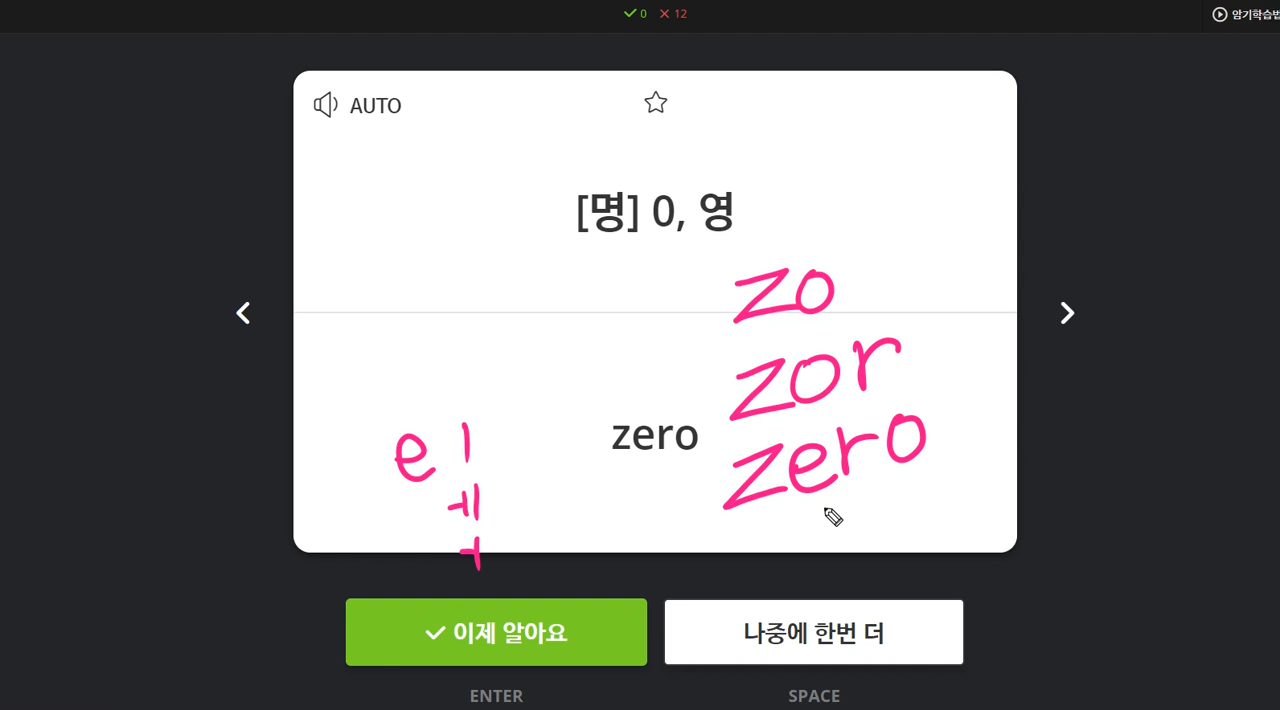 0 12
암기학습법
AUTO
[명] 0, 영
zo
zor
zero
zero
e ㅣ
ㅔ
ㅓ
이제 알아요
나중에 한번 더
ENTER
SPACE